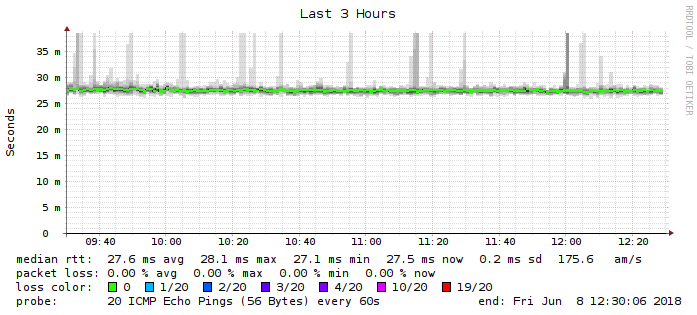 Last 3 Hours
RRDTOOL / TOBI OETIKER
Seconds
35 m
30 m
25 m
20 m
15 m
10 m
5 m
0
09:40 10:00 10:20 10:40 11:00 11:20 11:40 12:00 12:20
median rtt: 27.6 ms avg 28.1 ms max 27.1 ms min 27.5 ms now 0.2 ms sd 175.6 am/s
packet loss: 0.00 % avg 0.00 % max 0.00 % min 0.00 % now
loss color: 0 1/20 2/20 3/20 4/20 10/20 19/20
probe: 20 ICMP Echo Pings (56 Bytes) every 60s end: Fri Jun 8 12:30:06 2018